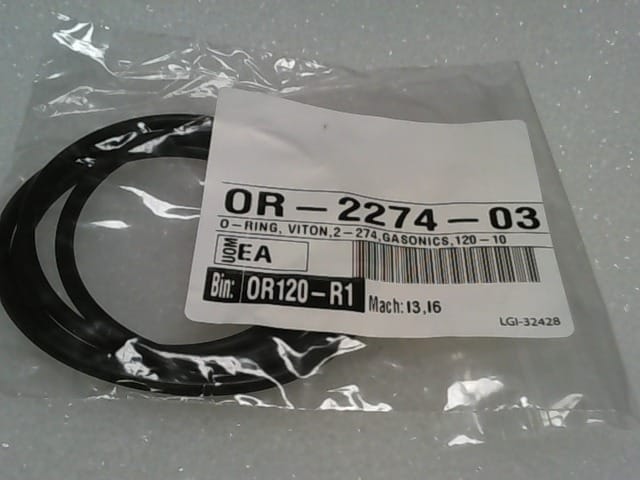 OR-2274-03
O-RING, VITON,2-274,GASONICS,120-10
UOM EA
Bin: OR120-R1 Mach: 13,16
LGI-32428